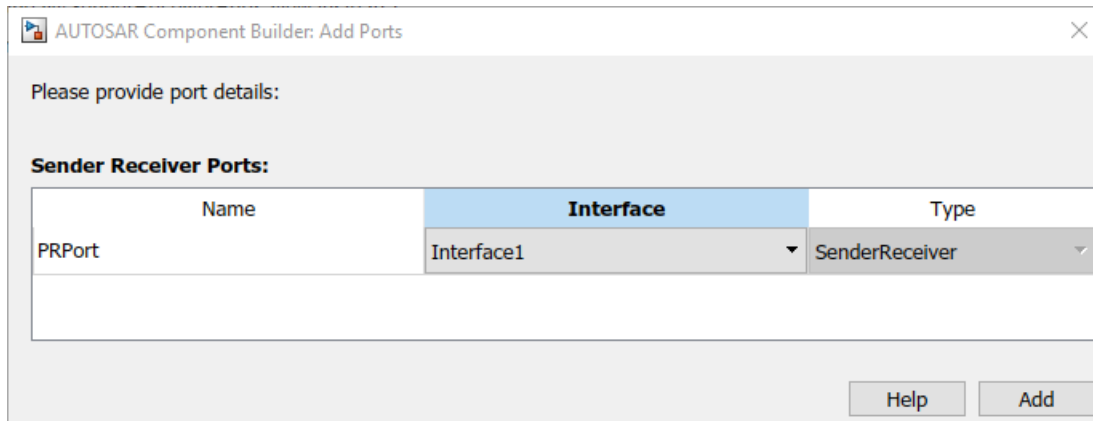 AUTOSAR Component Builder: Add Ports
Please provide port details:
Sender Receiver Ports:
Name Interface Type
PRPort Interface1 SenderReceiver
Help Add